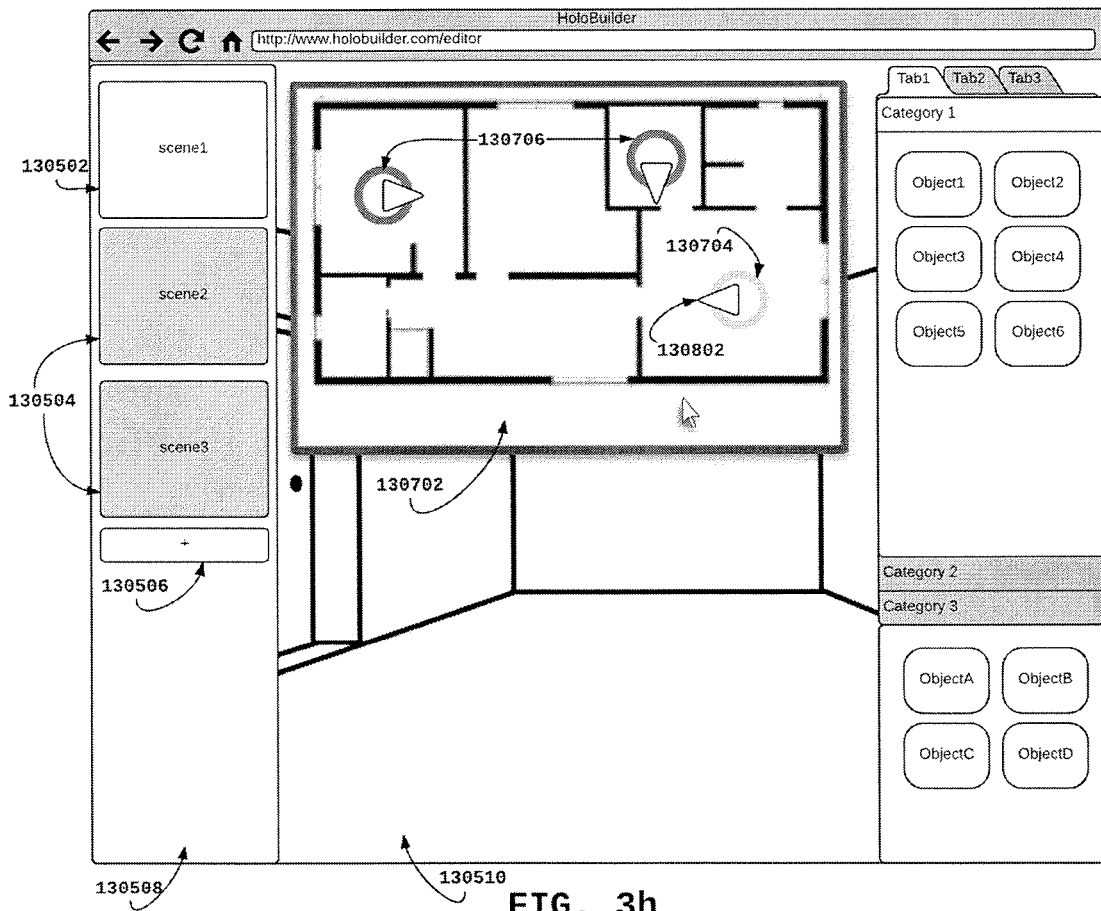 HoloBuilder
http://www.holobuilder.com/editor
Tab1 Tab2 Tab3
Category 1
scene1
130502
130706
Object1 Object2
130704
Object3 Object4
scene2
130802
Object5 Object6
130504
scene3
130702
+
130506
Category 2
Category 3
ObjectA ObjectB
ObjectC ObjectD
130508
130510
FIG. 3h